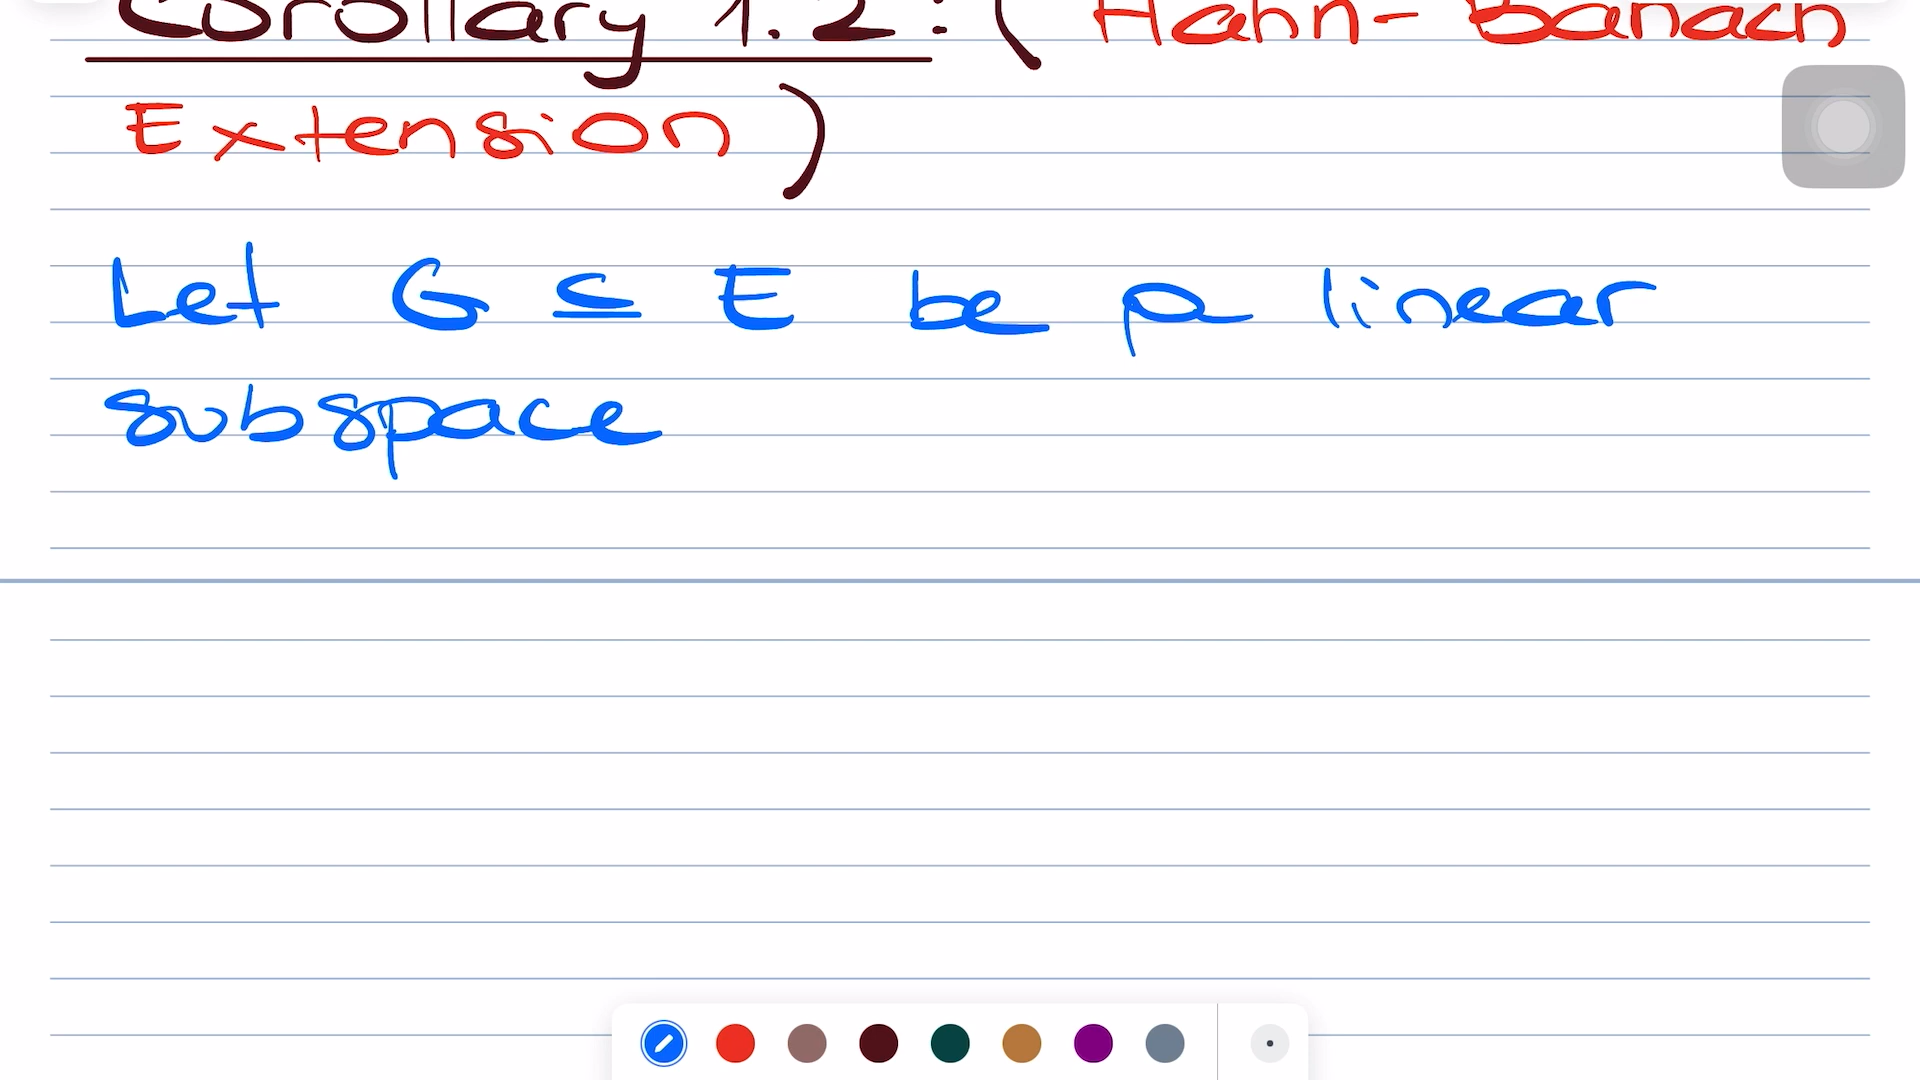 Corollary 1.2: (Hahn-Banach
Extension)
Let G ⊆ E be a linear
subspace